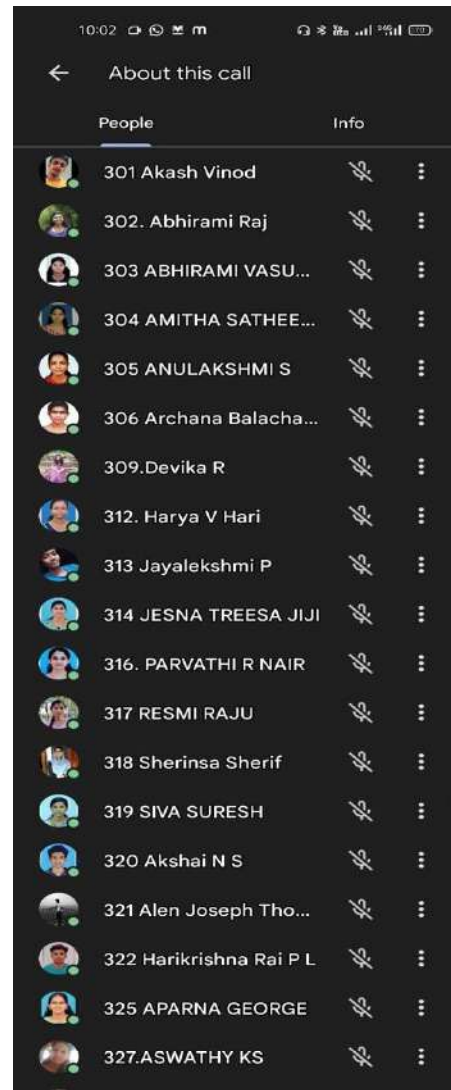 10:02
About this call
People Info
301 Akash Vinod
302. Abhirami Raj
303 ABHIRAMI VASU...
304 AMITHA SATHEE...
305 ANULAKSHMI S
306 Archana Balacha...
309.Devika R
312. Harya V Hari
313 Jayalekshmi P
314 JESNA TREESA JIJI
316. PARVATHI R NAIR
317 RESMI RAJU
318 Sherinsa Sherif
319 SIVA SURESH
320 Akshai N S
321 Alen Joseph Tho...
322 Harikrishna Rai P L
325 APARNA GEORGE
327.ASWATHY KS